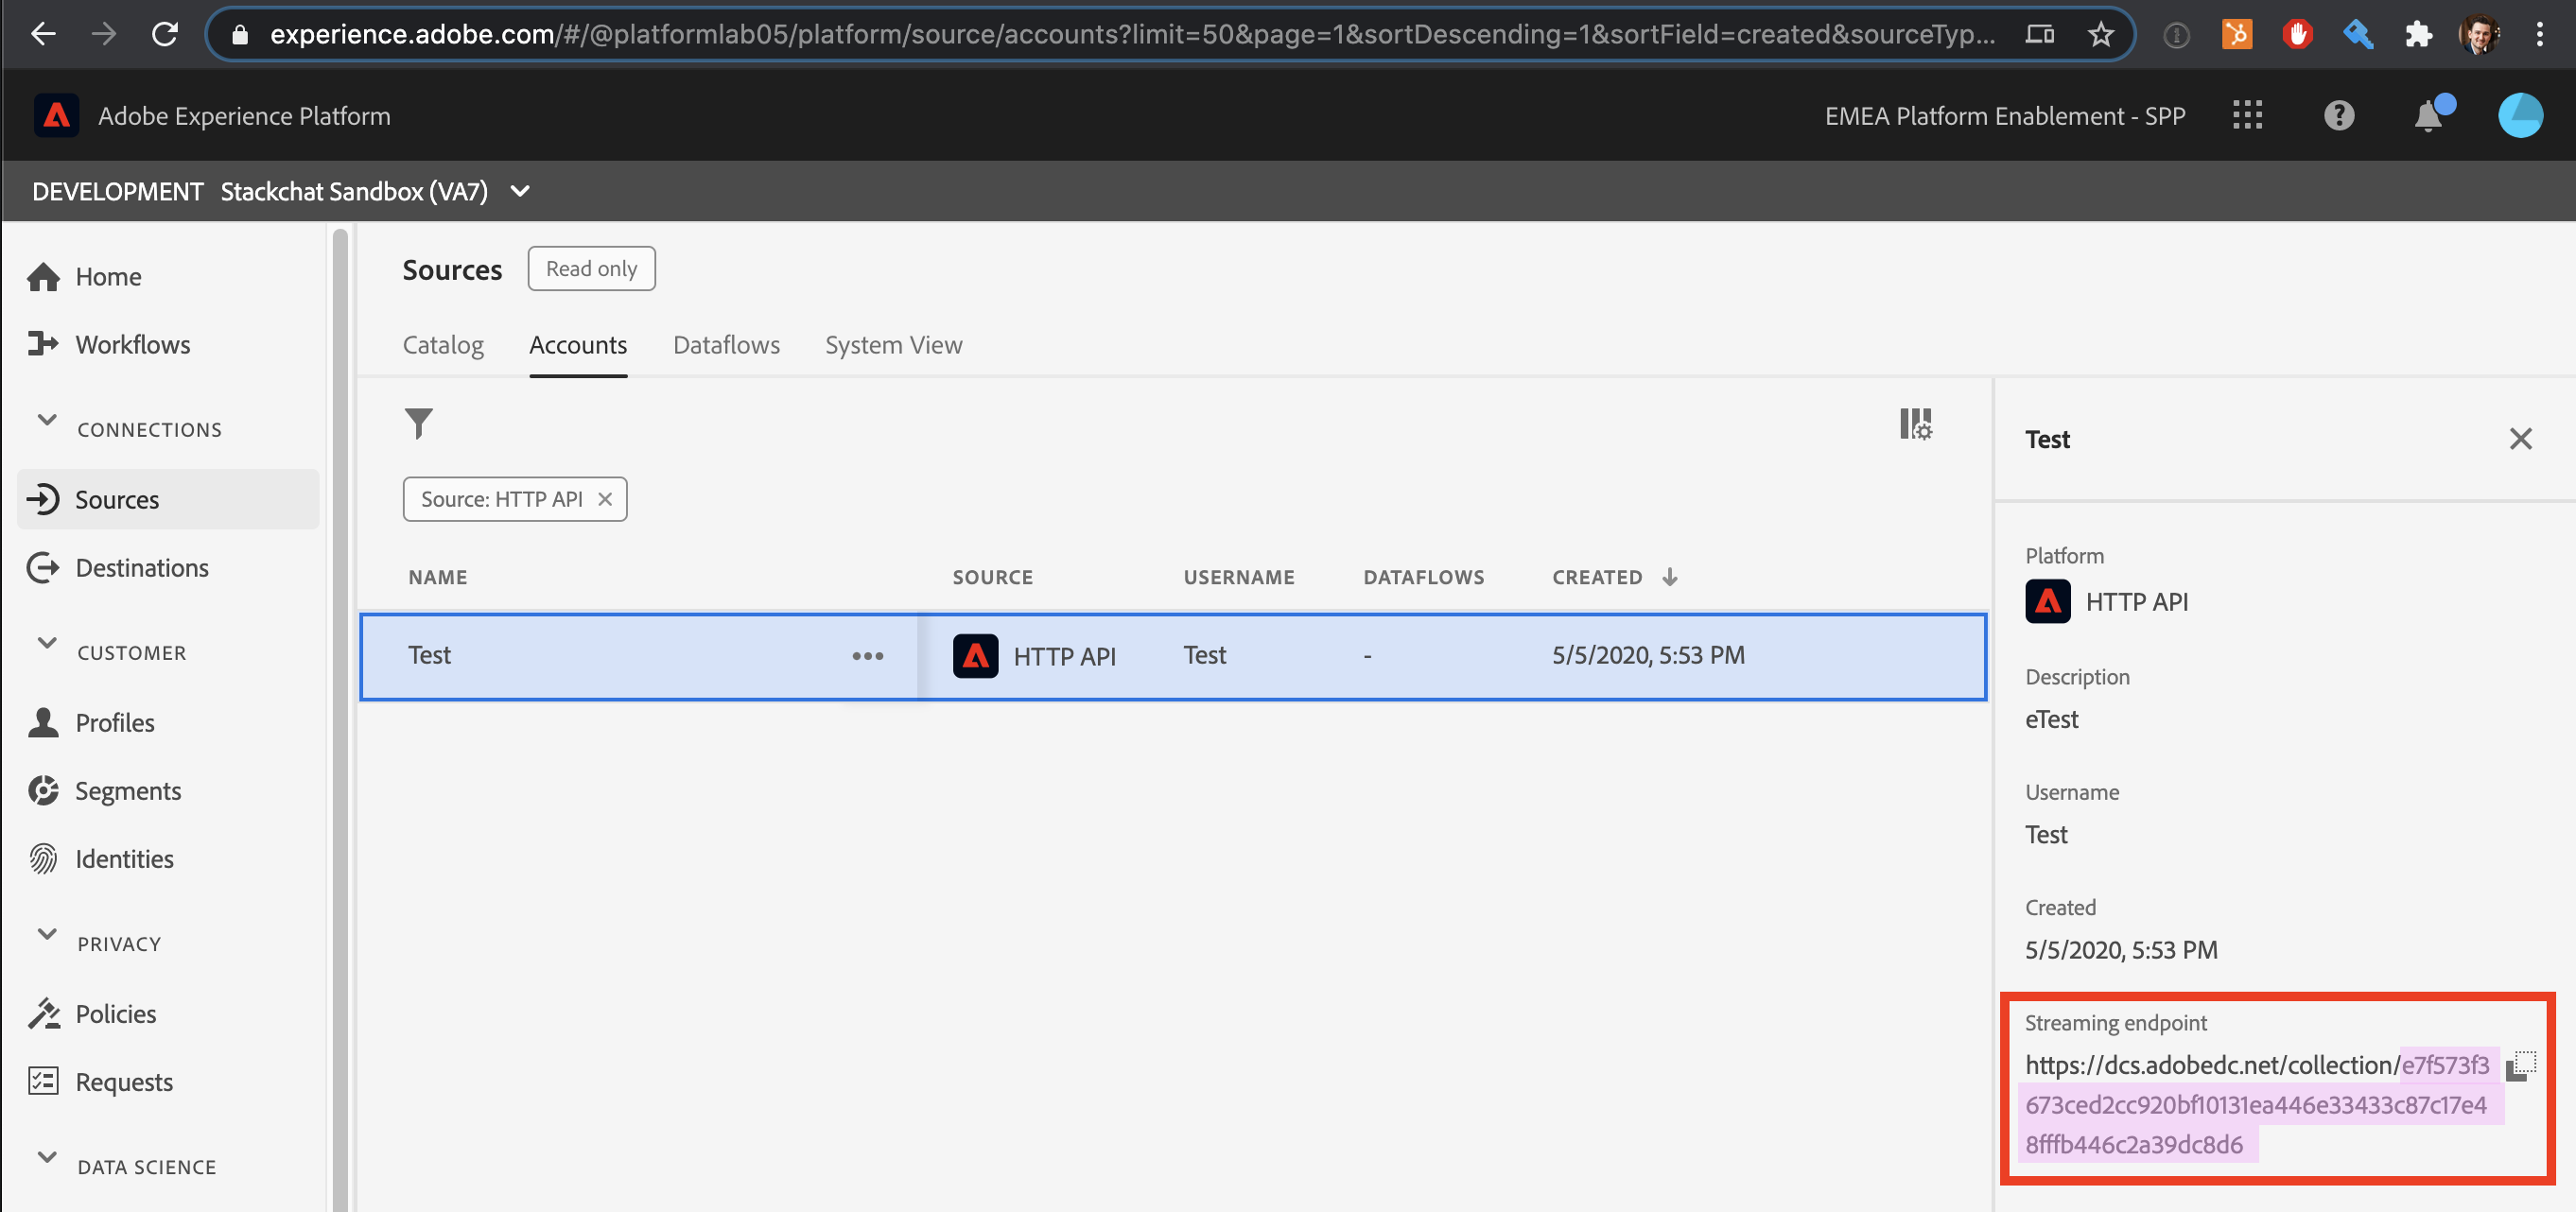 experience.adobe.com/#/@platformlab05/platform/source/accounts?limit=50&page=1&sortDescending=1&sortField=created&sourceTyp...
Adobe Experience Platform
EMEA Platform Enablement - SPP
DEVELOPMENT Stackchat Sandbox (VA7)
Home
Workflows
CONNECTIONS
Sources
Destinations
CUSTOMER
Profiles
Segments
Identities
PRIVACY
Policies
Requests
DATA SCIENCE
Sources Read only
Catalog Accounts Dataflows System View
Source: HTTP API
NAME SOURCE USERNAME DATAFLOWS CREATED
Test HTTP API Test - 5/5/2020, 5:53 PM
Test
Platform
HTTP API
Description
eTest
Username
Test
Created
5/5/2020, 5:53 PM
Streaming endpoint
https://dcs.adobedc.net/collection/e7f573f3
673ced2cc920bf10131ea446e33433c87c17e4
8fffb446c2a39dc8d6